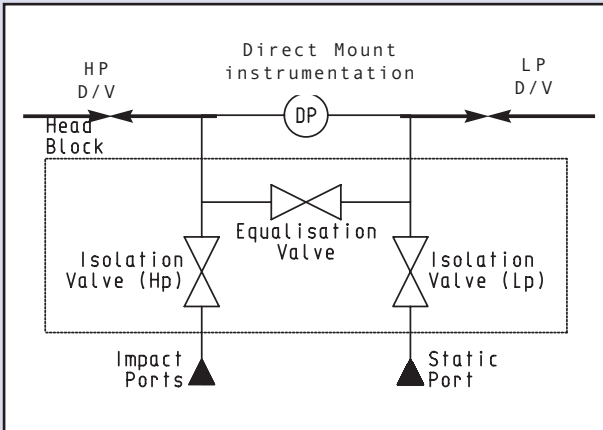 Direct Mount
instrumentation
HP
D/V
LP
D/V
DP
Head
Block
Equalisation
Valve
Isolation
Valve (Hp)
Isolation
Valve (Lp)
Impact
Ports
Static
Port